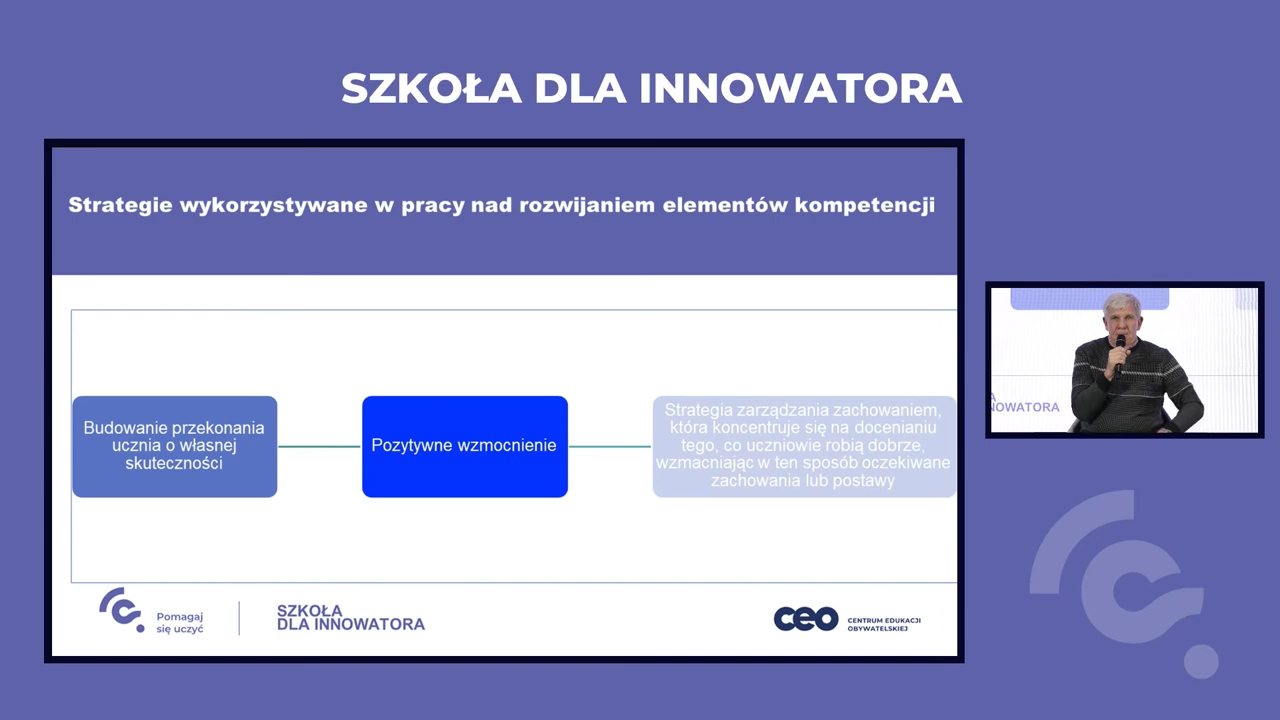 SZKOŁA DLA INNOWATORA
Strategie wykorzystywane w pracy nad rozwijaniem elementów kompetencji
Budowanie przekonania
ucznia o własnej
skuteczności
Pozytywne wzmocnienie
Strategia zarządzania zachowaniem,
która koncentruje się na docenianiu
tego, co uczniowie robią dobrze,
wzmacniając w ten sposób oczekiwane
zachowania lub postawy
A
NOWATORA
Pomagaj
się uczyć
SZKOŁA
DLA INNOWATORA
ceo
CENTRUM EDUKACJI
OBYWATELSKIEJ